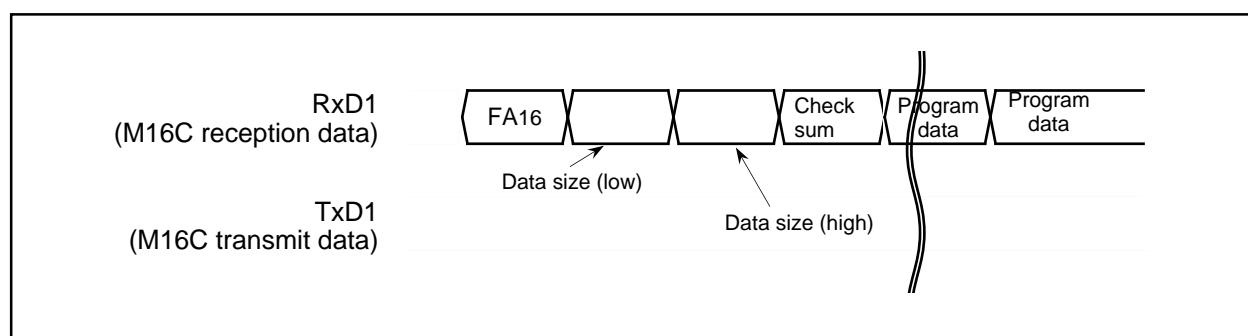 RxD1
(M16C reception data)
FA16
Check
sum
Program
data
Program
data
Data size (low)
Data size (high)
TxD1
(M16C transmit data)